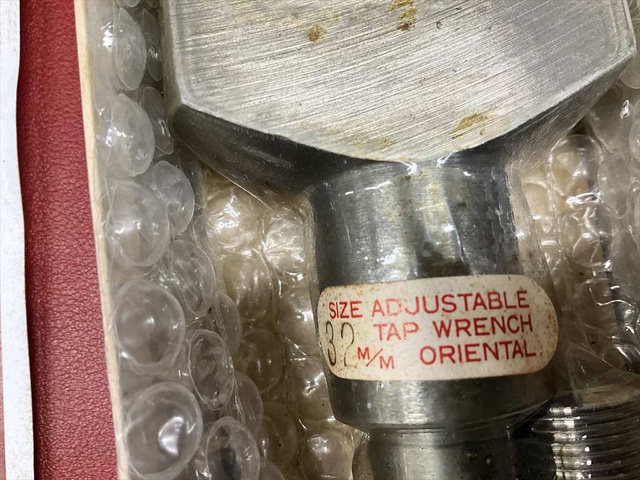 SIZE ADJUSTABLE
32 TAP WRENCH
M/M ORIENTAL